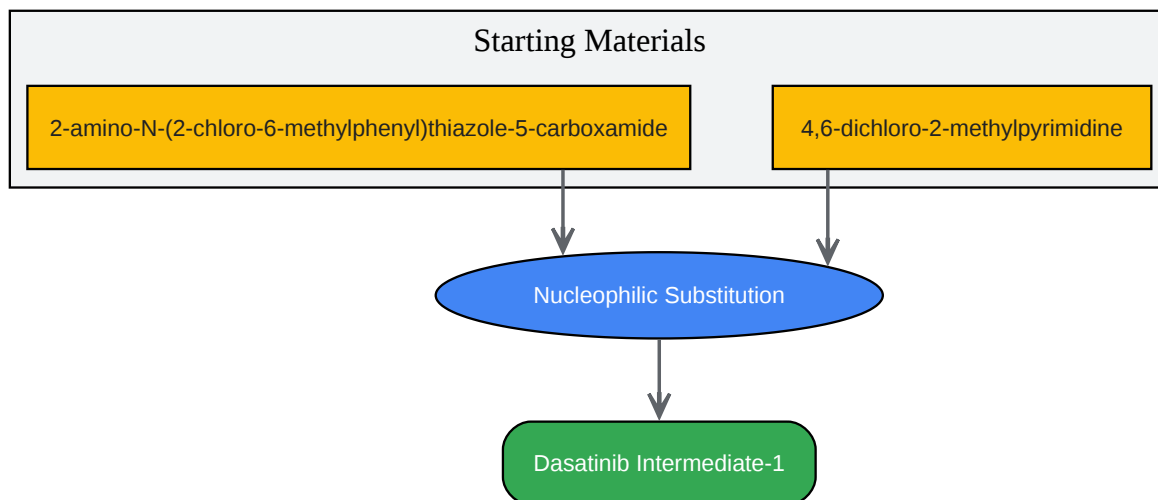 Starting Materials
2-amino-N-(2-chloro-6-methylphenyl)thiazole-5-carboxamide
4,6-dichloro-2-methylpyrimidine
Nucleophilic Substitution
Dasatinib Intermediate-1